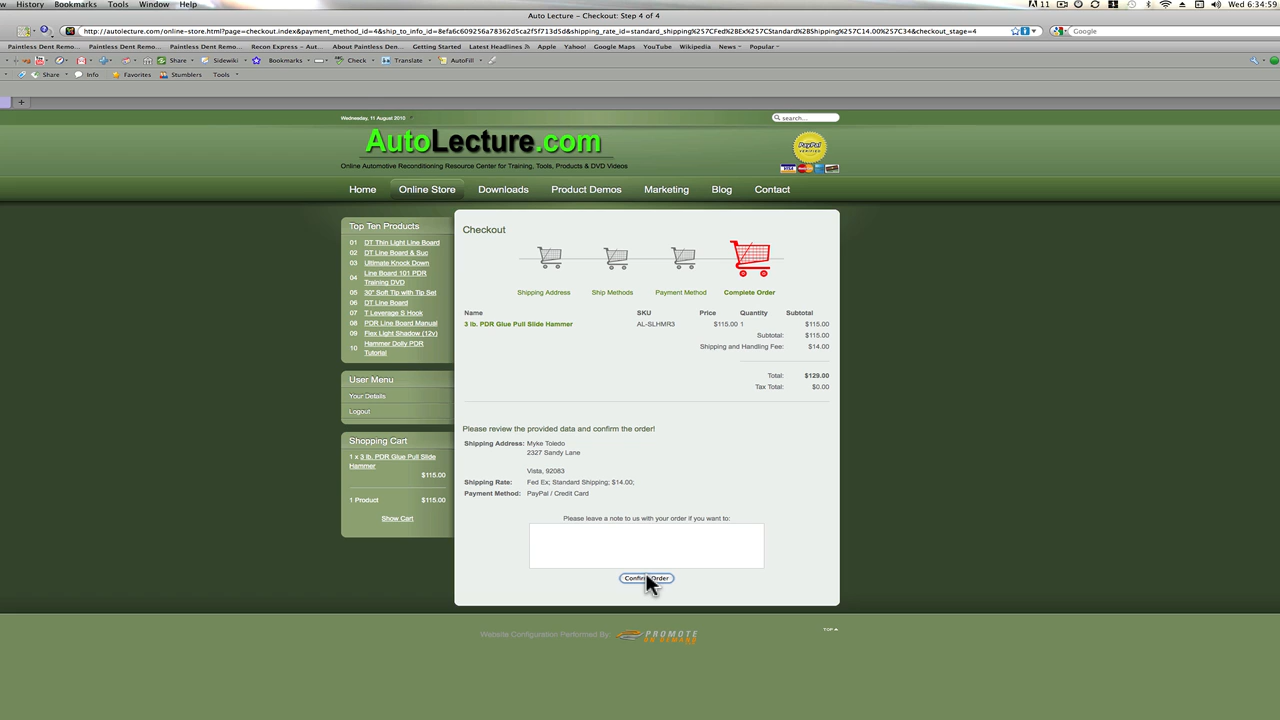 History Bookmarks Tools Window Help
11
Wed 6:34:59
Auto Lecture – Checkout: Step 4 of 4
http://autolecture.com/online-store.html?page=checkout.index&payment_method_id=4&ship_to_info_id=8efa6c609256a78362d5ca2f5f713d5d&shipping_rate_id=standard_shipping%257CFed%2BEx%257CStandard%2BShipping%257C14.00%257C34&checkout_stage=4
Google
Paintless Dent Remo... Paintless Dent Remo... Paintless Dent Remo... Recon Express – Aut... About Paintless Den... Getting Started Latest Headlines Apple Yahoo! Google Maps YouTube Wikipedia News Popular
Share Sidewiki Bookmarks Check Translate AutoFill
Share Info Favorites Stumblers Tools
Wednesday, 11 August 2010
search...
AutoLecture.com
PayPal
VERIFIED
Online Automotive Reconditioning Resource Center for Training, Tools, Products & DVD Videos
Home Online Store Downloads Product Demos Marketing Blog Contact
Top Ten Products
01 DT Thin Light Line Board
02 DT Line Board & Suc
03 Ultimate Knock Down
04 Line Board 101 PDR
Training DVD
05 30" Soft Tip with Tip Set
06 DT Line Board
07 T Leverage S Hook
08 PDR Line Board Manual
09 Flex Light Shadow (12v)
10 Hammer Dolly PDR
Tutorial
User Menu
Your Details
Logout
Shopping Cart
1 x 3 lb. PDR Glue Pull Slide
Hammer
$115.00
1 Product $115.00
Show Cart
Checkout
Shipping Address Ship Methods Payment Method Complete Order
Name SKU Price Quantity Subtotal
3 lb. PDR Glue Pull Slide Hammer AL-SLHMR3 $115.00 1 $115.00
Subtotal: $115.00
Shipping and Handling Fee: $14.00
Total: $129.00
Tax Total: $0.00
Please review the provided data and confirm the order!
Shipping Address: Myke Toledo
2327 Sandy Lane
Vista, 92083
Shipping Rate: Fed Ex; Standard Shipping; $14.00;
Payment Method: PayPal / Credit Card
Please leave a note to us with your order if you want to:
Confirm Order
Website Configuration Performed By: PROMOTE
ON DEMAND
TOP